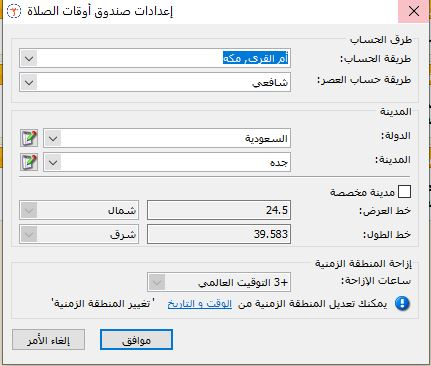 إعدادات صندوق أوقات الصلاة
طرق الحساب
طريقة الحساب: أم القرى, مكه
طريقة حساب العصر: شافعي
المدينة
الدولة: السعودية
المدينة: جده
مدينة مخصصة
خط العرض: 24.5 شمال
خط الطول: 39.583 شرق
إزاحة المنطقة الزمنية
ساعات الإزاحة: +3 التوقيت العالمي
يمكنك تعديل المنطقة الزمنية من الوقت و التاريخ 'تغيير المنطقة الزمنية'
موافق إلغاء الأمر